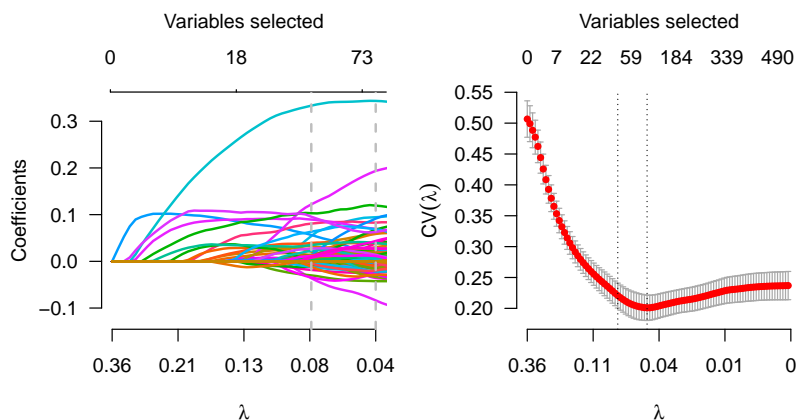 Variables selected
0 18 73
Coefficients
0.3
0.2
0.1
0.0
−0.1
0.36 0.21 0.13 0.08 0.04
λ
Variables selected
0 7 22 59 184 339 490
CV(λ)
0.55
0.50
0.45
0.40
0.35
0.30
0.25
0.20
0.36 0.11 0.04 0.01 0
λ